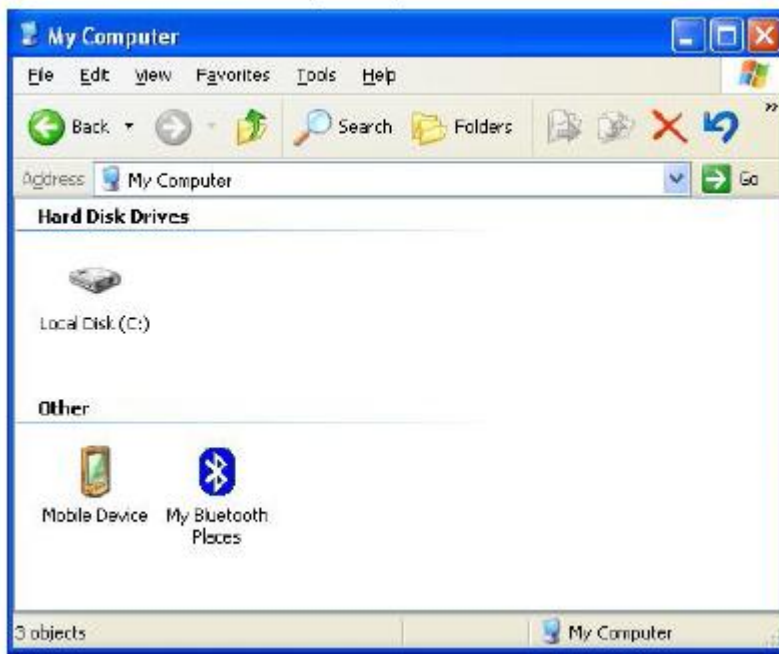 My Computer
File Edit View Favorites Tools Help
Back Search Folders »
Address My Computer Go
Hard Disk Drives
Local Disk (C:)
Other
Mobile Device My Bluetooth
Places
3 objects My Computer